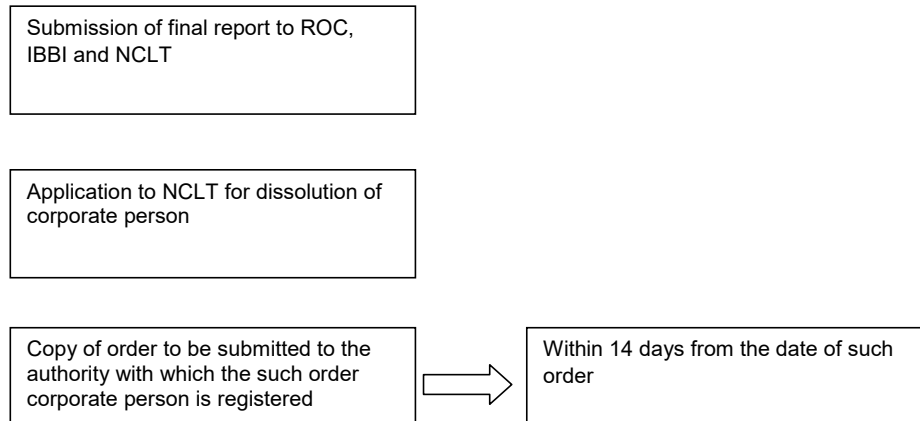 Submission of final report to ROC,
IBBI and NCLT
Application to NCLT for dissolution of
corporate person
Copy of order to be submitted to the
authority with which the such order
corporate person is registered
Within 14 days from the date of such
order